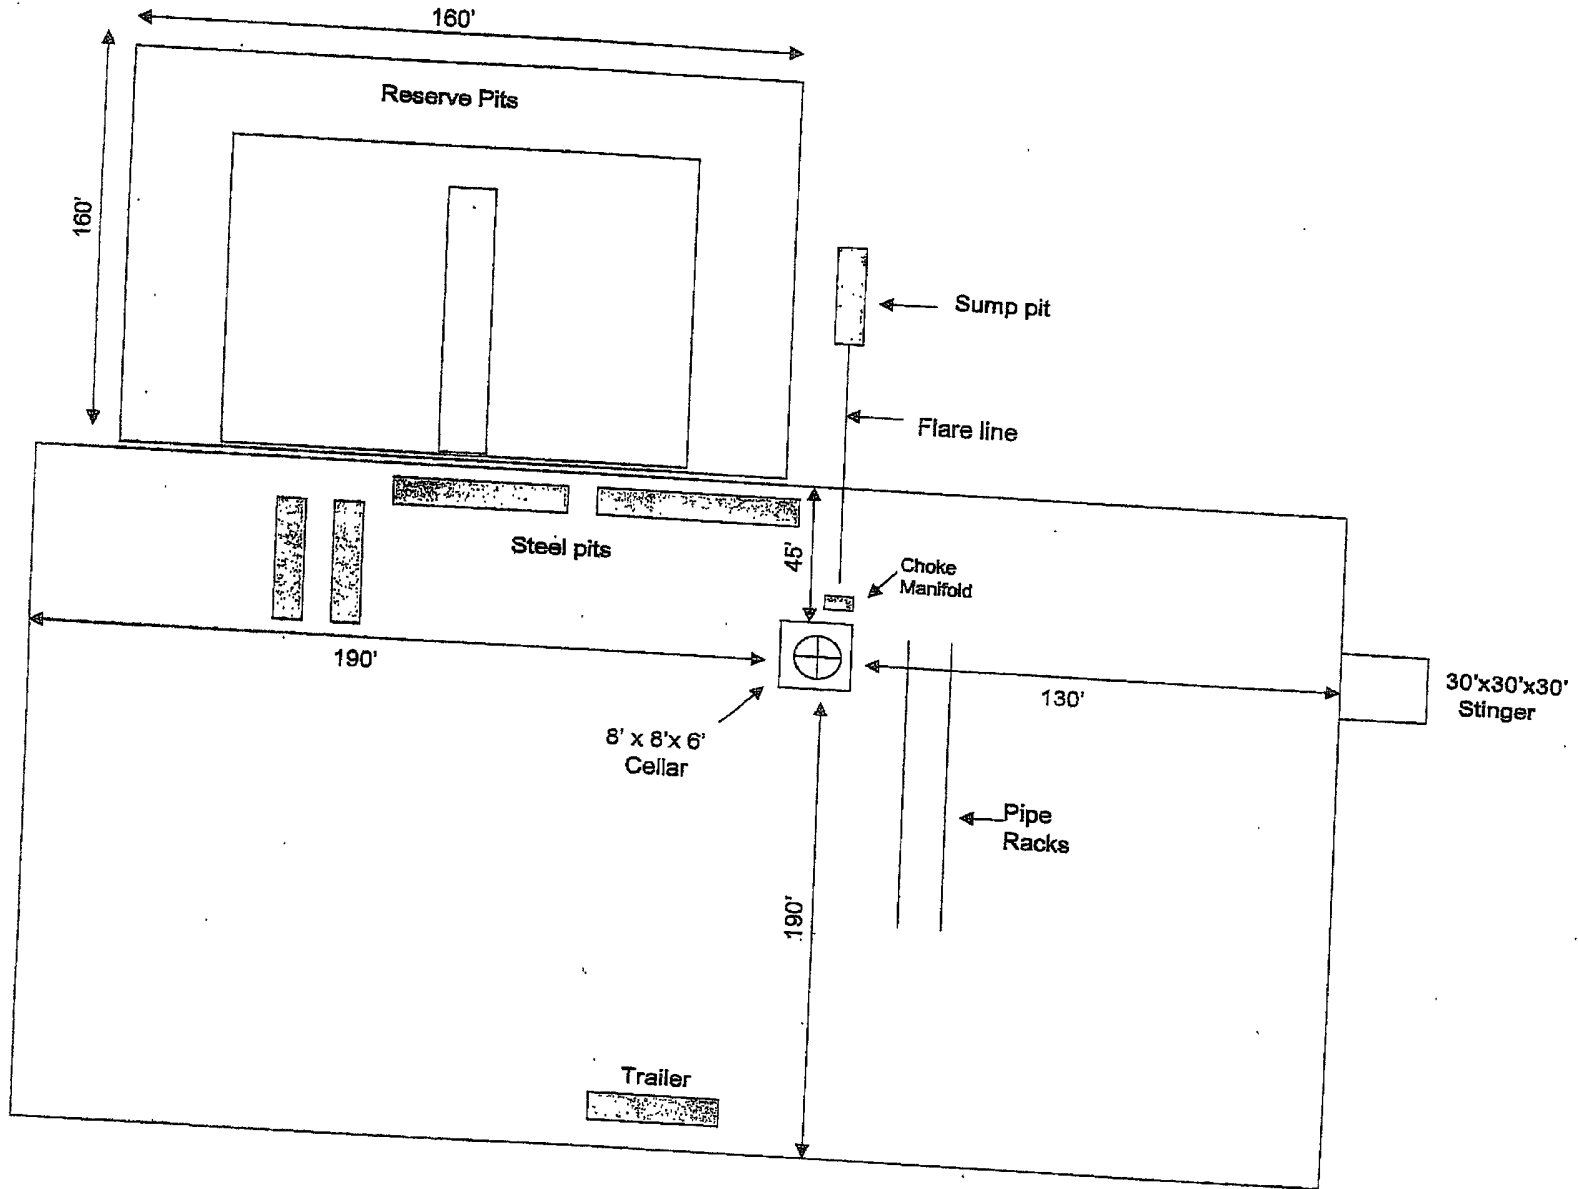 160'
Reserve Pits
160'
Sump pit
Flare line
Steel pits
45'
Choke
Manifold
190'
130'
30'x30'x30'
Stinger
8' x 8'x 6'
Cellar
Pipe
Racks
190'
Trailer